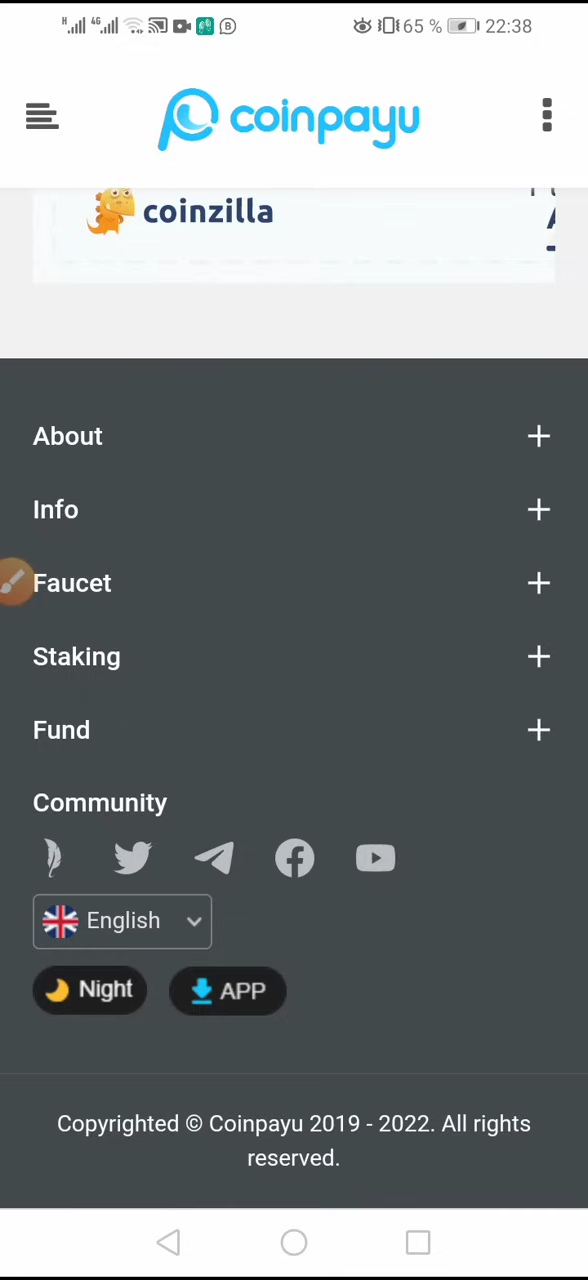 H 4G 65 % 22:38
coinpayu
coinzilla
About
Info
Faucet
Staking
Fund
Community
English
Night APP
Copyrighted © Coinpayu 2019 - 2022. All rights
reserved.